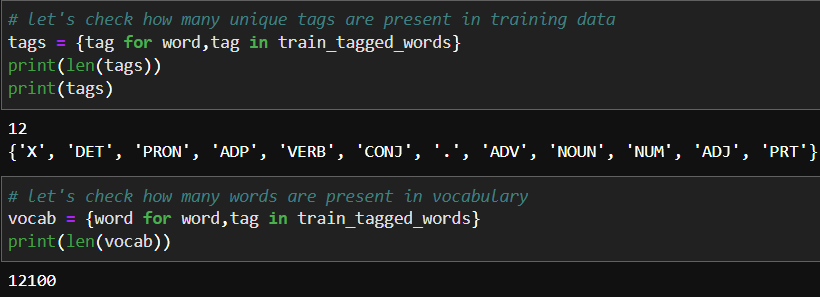 # let's check how many unique tags are present in training data
tags = {tag for word,tag in train_tagged_words}
print(len(tags))
print(tags)
12
{'X', 'DET', 'PRON', 'ADP', 'VERB', 'CONJ', '.', 'ADV', 'NOUN', 'NUM', 'ADJ', 'PRT'}
# let's check how many words are present in vocabulary
vocab = {word for word,tag in train_tagged_words}
print(len(vocab))
12100